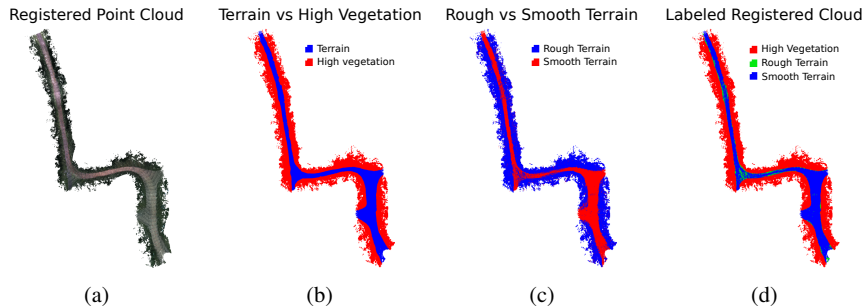 Registered Point Cloud
Terrain vs High Vegetation
Rough vs Smooth Terrain
Labeled Registered Cloud
Terrain
High vegetation
Rough Terrain
Smooth Terrain
High Vegetation
Rough Terrain
Smooth Terrain
(a)
(b)
(c)
(d)